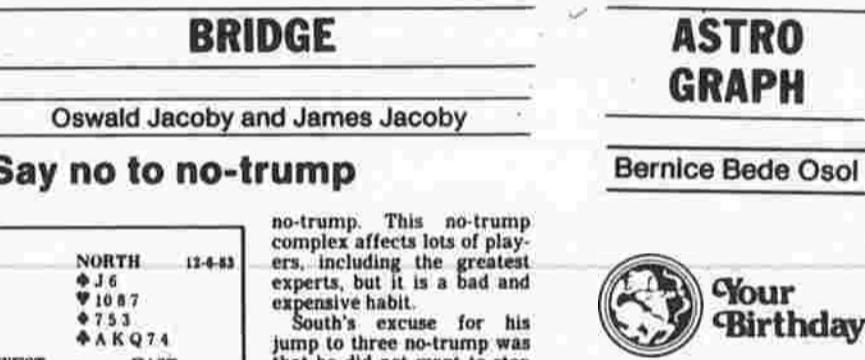 BRIDGE
Oswald Jacoby and James Jacoby
Say no to no-trump
NORTH 12-6-83
♠ J 6
♥ 10 8 7
♦ 7 5 3
♣ A K Q 7 4
no-trump. This no-trump
complex affects lots of play-
ers, including the greatest
experts, but it is a bad and
expensive habit.
South's excuse for his
jump to three no-trump was
ASTRO
GRAPH
Bernice Bede Osol
Your
Birthday